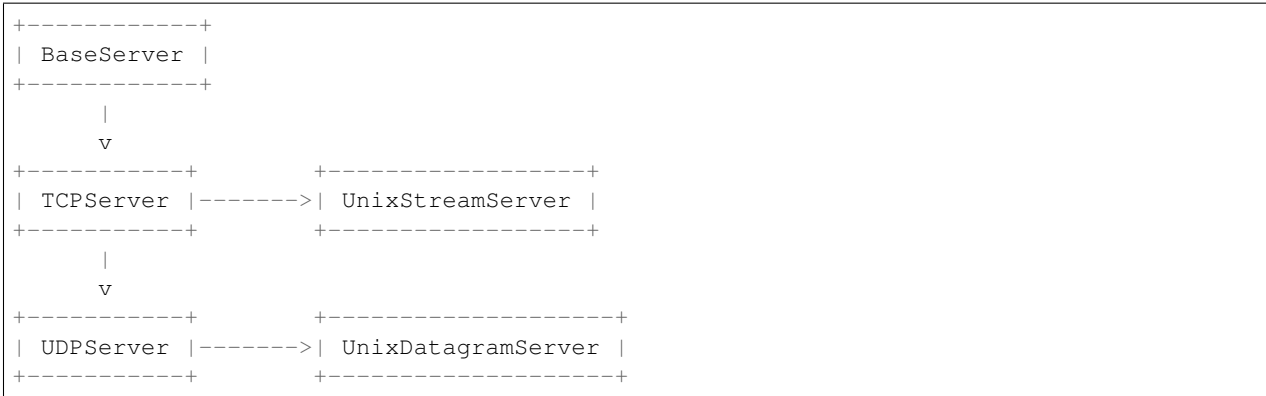 +------------+
| BaseServer |
+------------+
      |
      v
+-----------+        +------------------+
| TCPServer |------->| UnixStreamServer |
+-----------+        +------------------+
      |
      v
+-----------+        +--------------------+
| UDPServer |------->| UnixDatagramServer |
+-----------+        +--------------------+